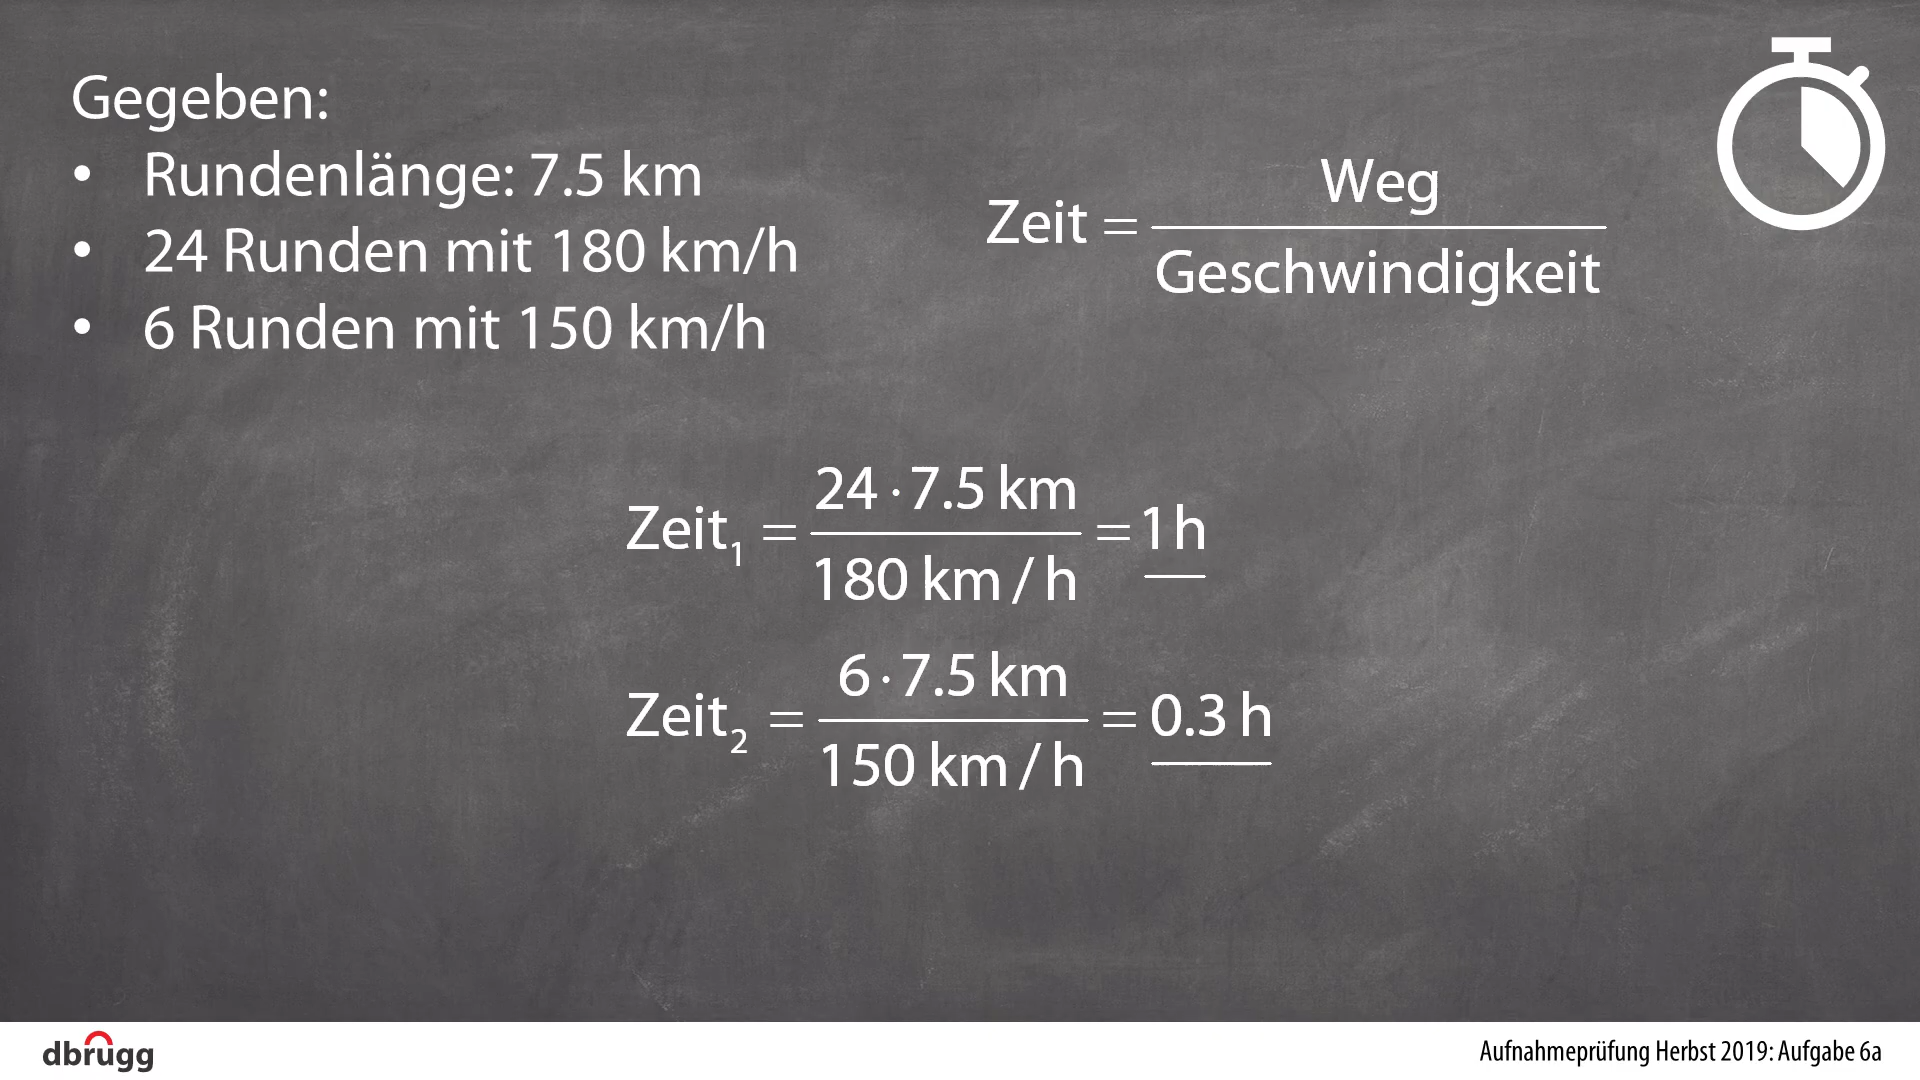 Gegeben:
• Rundenlänge: 7.5 km
• 24 Runden mit 180 km/h
• 6 Runden mit 150 km/h
Zeit = Weg / Geschwindigkeit
Zeit₁ = 24 · 7.5 km / 180 km / h = 1 h
Zeit₂ = 6 · 7.5 km / 150 km / h = 0.3 h
dbrugg
Aufnahmeprüfung Herbst 2019: Aufgabe 6a